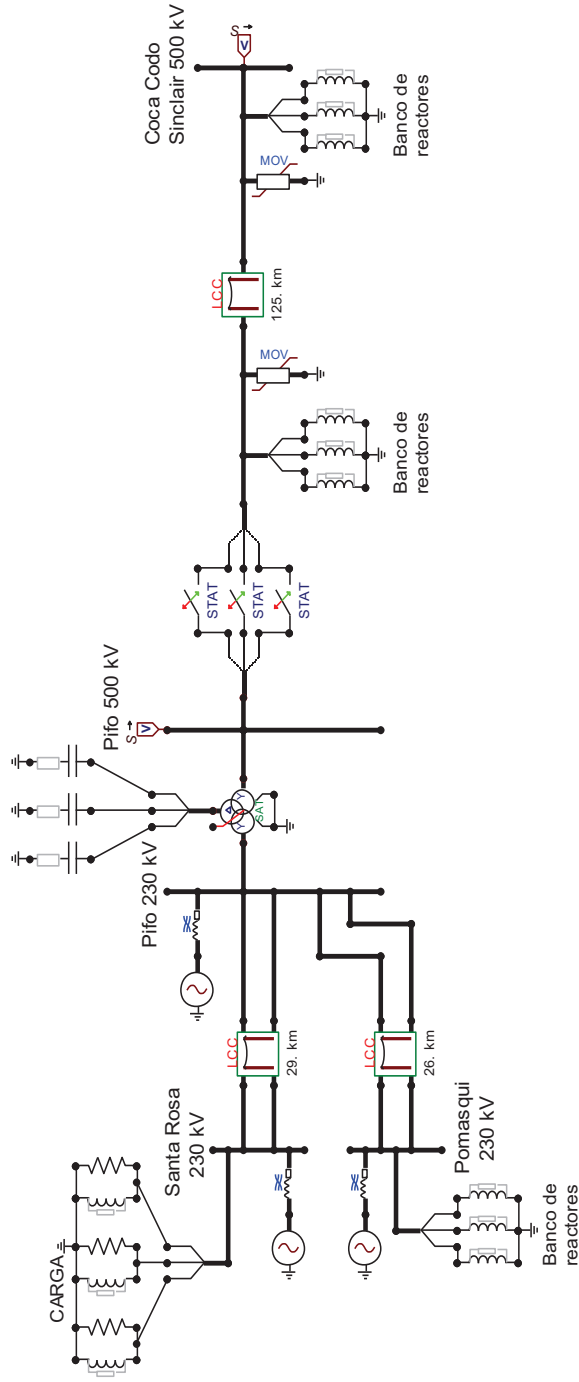 CARGA
Santa Rosa
230 kV
LCC
29. km
Pomasqui
230 kV
Banco de
reactores
LCC
26. km
Pifo 230 kV
Y
Y
SAT
Pifo 500 kV
S
V
STAT
STAT
STAT
Banco de
reactores
MOV
LCC
125. km
MOV
Banco de
reactores
Coca Codo
Sinclair 500 kV
S
V